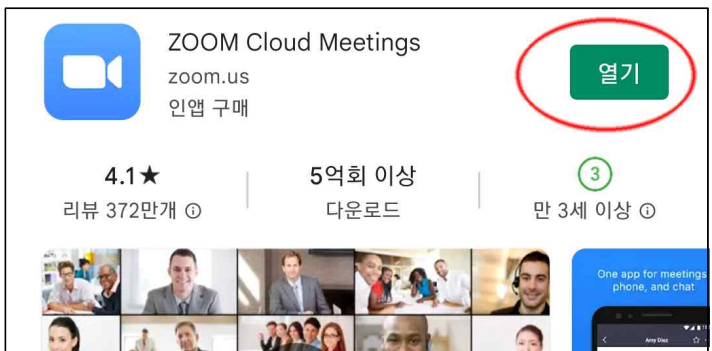 ZOOM Cloud Meetings
zoom.us
인앱 구매
열기
4.1★
리뷰 372만개 ⓘ
5억회 이상
다운로드
3
만 3세 이상 ⓘ
One app for meetings
phone, and chat
Amy Diaz